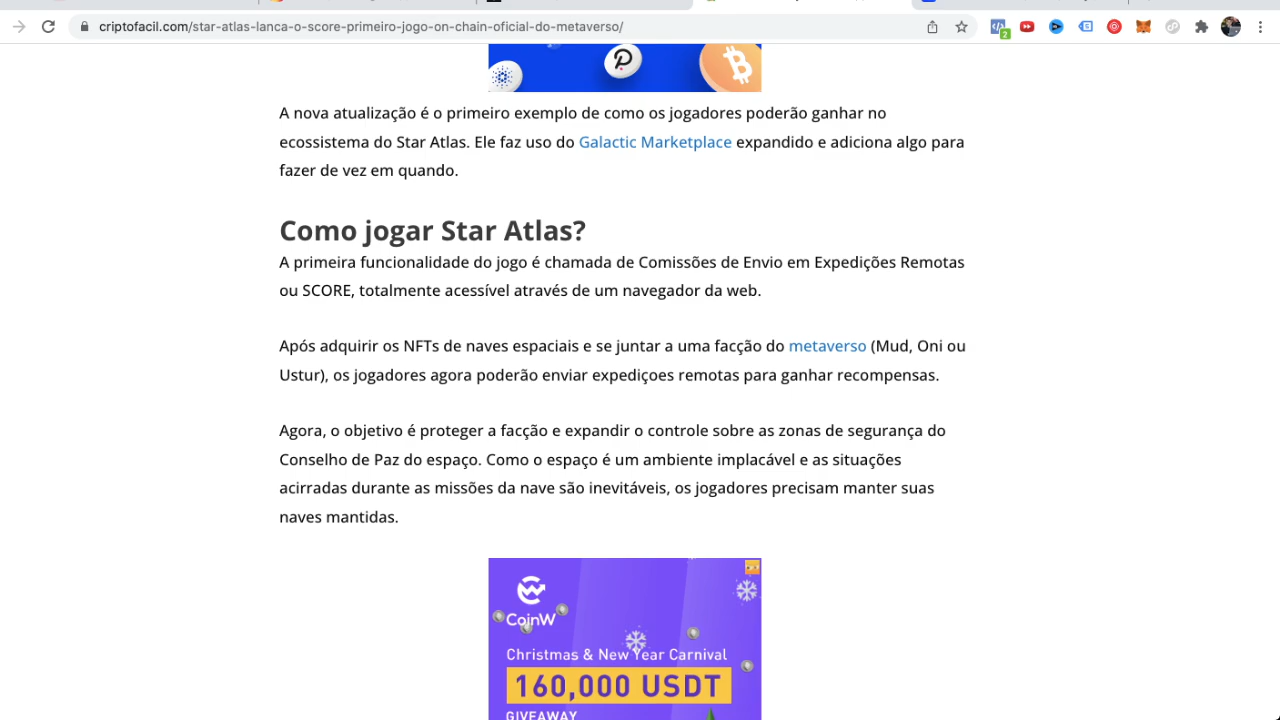 criptofacil.com/star-atlas-lanca-o-score-primeiro-jogo-on-chain-oficial-do-metaverso/
2
A nova atualização é o primeiro exemplo de como os jogadores poderão ganhar no
ecossistema do Star Atlas. Ele faz uso do Galactic Marketplace expandido e adiciona algo para
fazer de vez em quando.
Como jogar Star Atlas?
A primeira funcionalidade do jogo é chamada de Comissões de Envio em Expedições Remotas
ou SCORE, totalmente acessível através de um navegador da web.
Após adquirir os NFTs de naves espaciais e se juntar a uma facção do metaverso (Mud, Oni ou
Ustur), os jogadores agora poderão enviar expediçoes remotas para ganhar recompensas.
Agora, o objetivo é proteger a facção e expandir o controle sobre as zonas de segurança do
Conselho de Paz do espaço. Como o espaço é um ambiente implacável e as situações
acirradas durante as missões da nave são inevitáveis, os jogadores precisam manter suas
naves mantidas.
CoinW
Christmas & New Year Carnival
160,000 USDT
GIVEAWAY